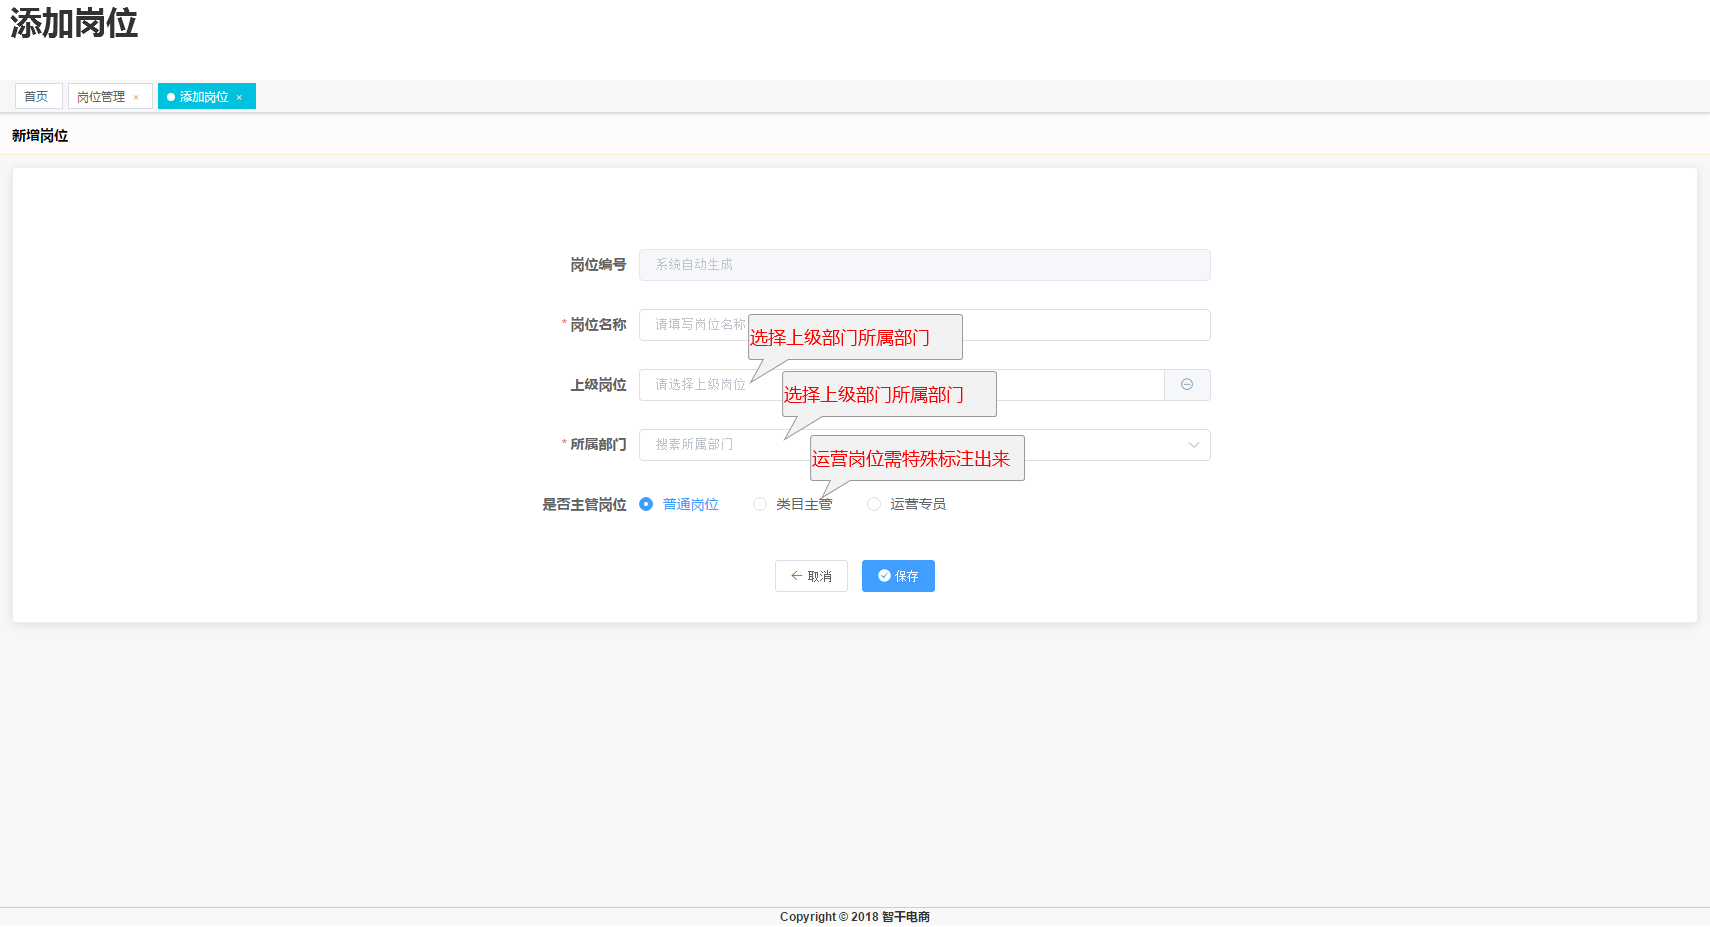 添加岗位
首页 岗位管理 × 添加岗位 ×
新增岗位
岗位编号 系统自动生成
* 岗位名称 请填写岗位名称
选择上级部门所属部门
上级岗位 请选择上级岗位
选择上级部门所属部门
* 所属部门 搜素所属部门
运营岗位需特殊标注出来
是否主管岗位 普通岗位 类目主管 运营专员
取消 保存
Copyright © 2018 智干电商